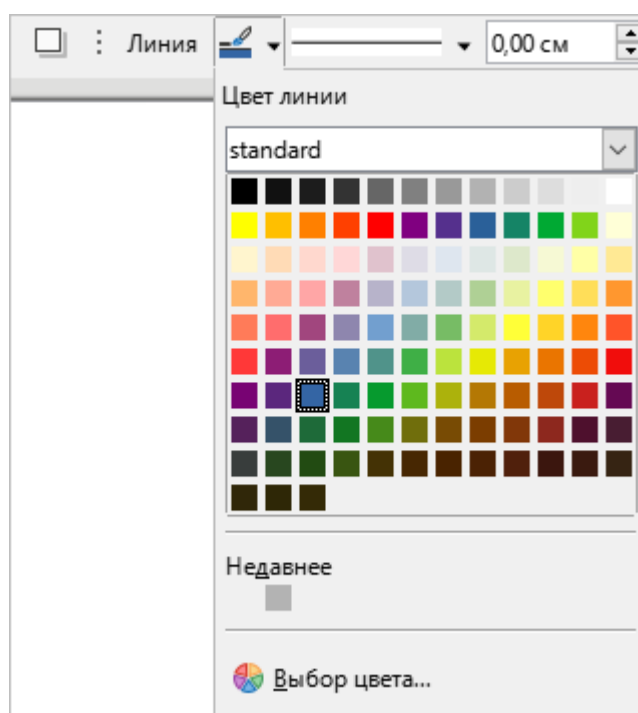 Линия 0,00 см
Цвет линии
standard
Недавнее
Выбор цвета...